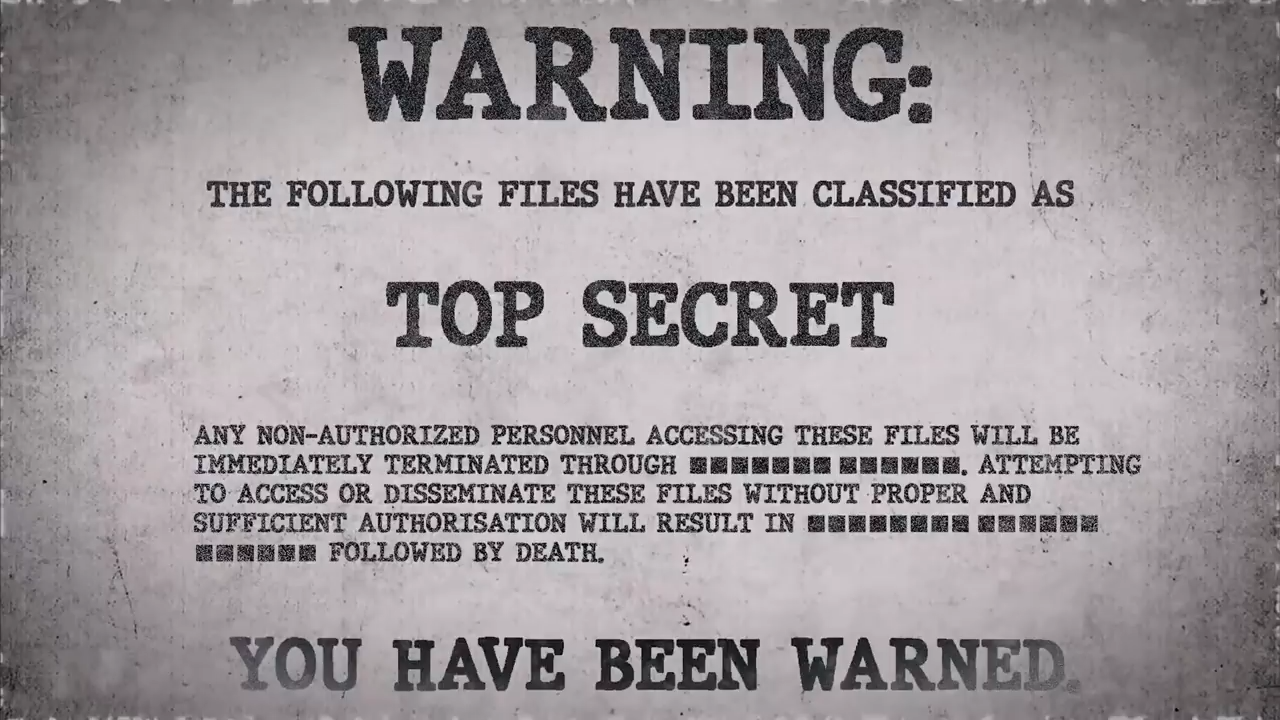 WARNING:
THE FOLLOWING FILES HAVE BEEN CLASSIFIED AS
TOP SECRET
ANY NON-AUTHORIZED PERSONNEL ACCESSING THESE FILES WILL BE
IMMEDIATELY TERMINATED THROUGH ■■■■■■■ ■■■■■■. ATTEMPTING
TO ACCESS OR DISSEMINATE THESE FILES WITHOUT PROPER AND
SUFFICIENT AUTHORISATION WILL RESULT IN ■■■■■■■■ ■■■■■■
■■■■■■ FOLLOWED BY DEATH.
YOU HAVE BEEN WARNED.